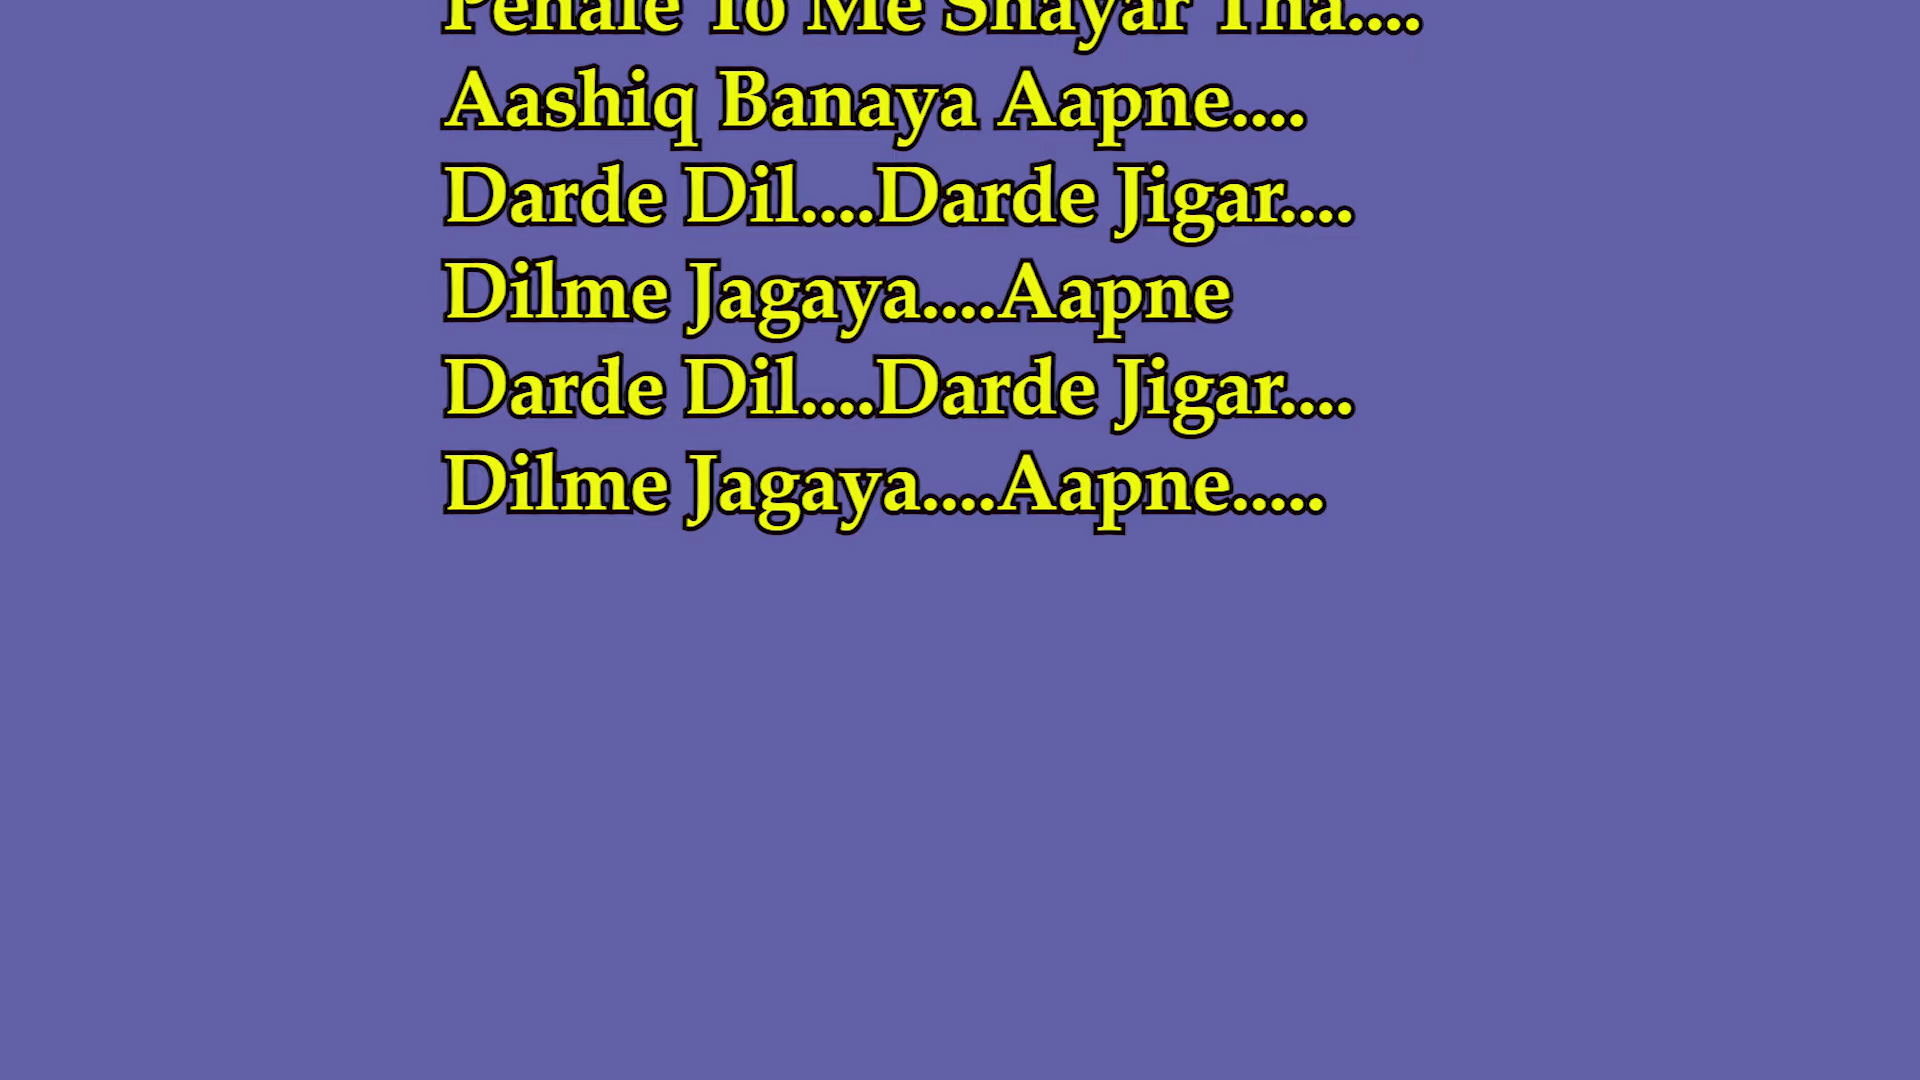 Pehale To Me Shayar Tha....
Aashiq Banaya Aapne....
Darde Dil....Darde Jigar....
Dilme Jagaya....Aapne
Darde Dil....Darde Jigar....
Dilme Jagaya....Aapne.....